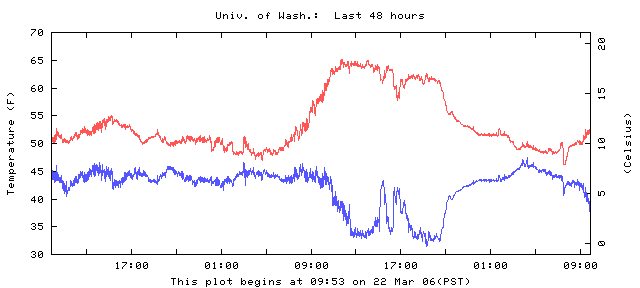 Univ. of Wash.:  Last 48 hours
70
65
60
55
50
45
40
35
30
Temperature (F)
20
15
10
5
0
(Celsius)
17:00 01:00 09:00 17:00 01:00 09:00
This plot begins at 09:53 on 22 Mar 06(PST)